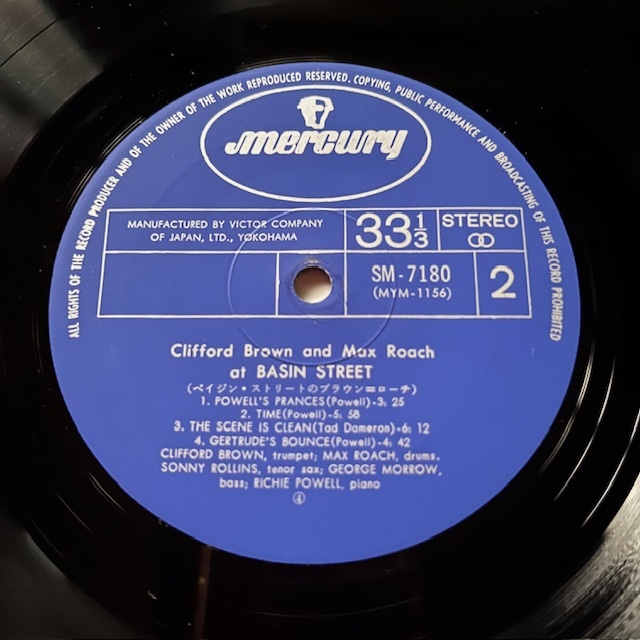 ALL RIGHTS OF THE RECORD PRODUCER AND OF THE OWNER OF THE WORK REPRODUCED RESERVED. COPYING, PUBLIC PERFORMANCE AND BROADCASTING OF THIS RECORD PROHIBITED
mercury
MANUFACTURED BY VICTOR COMPANY
OF JAPAN, LTD., YOKOHAMA
33⅓
STEREO
SM-7180
(MYM-1156)
2
Clifford Brown and Max Roach
at BASIN STREET
(ベイジン・ストリートのブラウン=ローチ)
1. POWELL'S PRANCES(Powell)-3; 25
2. TIME(Powell)-5; 58
3. THE SCENE IS CLEAN(Tad Dameron)-6; 12
4. GERTRUDE'S BOUNCE(Powell)-4; 42
CLIFFORD BROWN, trumpet; MAX ROACH, drums.
SONNY ROLLINS, tenor sax; GEORGE MORROW,
bass; RICHIE POWELL, piano
④